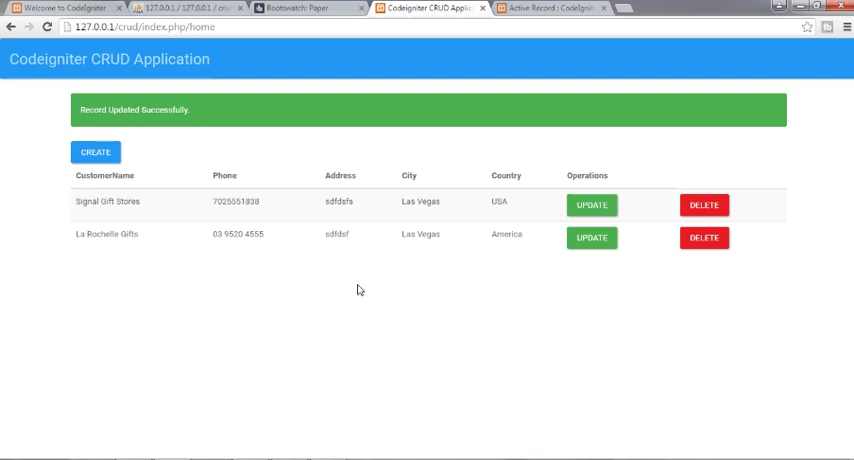 Welcome to CodeIgniter
127.0.0.1 / 127.0.0.1 / cru
Bootswatch: Paper
Codeigniter CRUD Applic
Active Record : CodeIgnit
127.0.0.1/crud/index.php/home
Codeigniter CRUD Application
Record Updated Successfully.
CREATE
CustomerName Phone Address City Country Operations
Signal Gift Stores 7025551838 sdfdsfs Las Vegas USA UPDATE DELETE
La Rochelle Gifts 03 9520 4555 sdfdsf Las Vegas America UPDATE DELETE